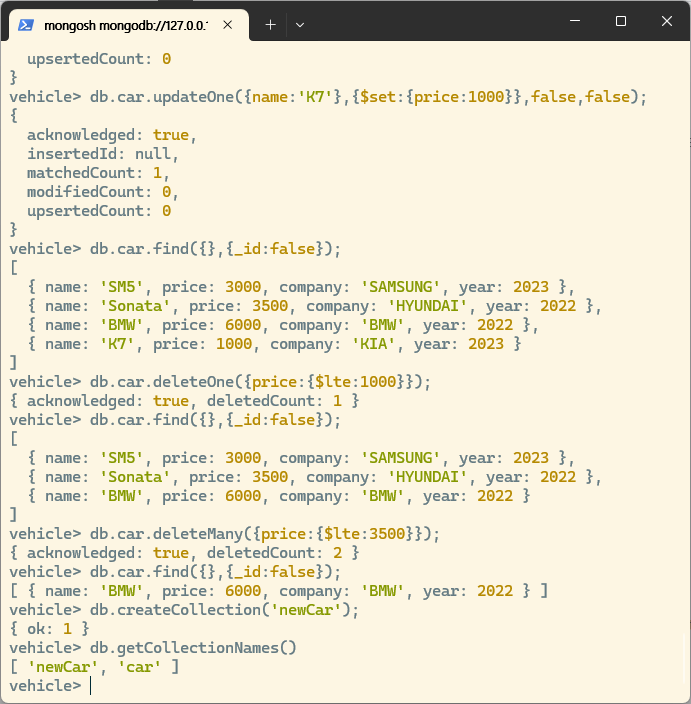 mongosh mongodb://127.0.0.1
upsertedCount: 0
}
vehicle> db.car.updateOne({name:'K7'},{$set:{price:1000}},false,false);
{
acknowledged: true,
insertedId: null,
matchedCount: 1,
modifiedCount: 0,
upsertedCount: 0
}
vehicle> db.car.find({},{_id:false});
[
{ name: 'SM5', price: 3000, company: 'SAMSUNG', year: 2023 },
{ name: 'Sonata', price: 3500, company: 'HYUNDAI', year: 2022 },
{ name: 'BMW', price: 6000, company: 'BMW', year: 2022 },
{ name: 'K7', price: 1000, company: 'KIA', year: 2023 }
]
vehicle> db.car.deleteOne({price:{$lte:1000}});
{ acknowledged: true, deletedCount: 1 }
vehicle> db.car.find({},{_id:false});
[
{ name: 'SM5', price: 3000, company: 'SAMSUNG', year: 2023 },
{ name: 'Sonata', price: 3500, company: 'HYUNDAI', year: 2022 },
{ name: 'BMW', price: 6000, company: 'BMW', year: 2022 }
]
vehicle> db.car.deleteMany({price:{$lte:3500}});
{ acknowledged: true, deletedCount: 2 }
vehicle> db.car.find({},{_id:false});
[ { name: 'BMW', price: 6000, company: 'BMW', year: 2022 } ]
vehicle> db.createCollection('newCar');
{ ok: 1 }
vehicle> db.getCollectionNames()
[ 'newCar', 'car' ]
vehicle>